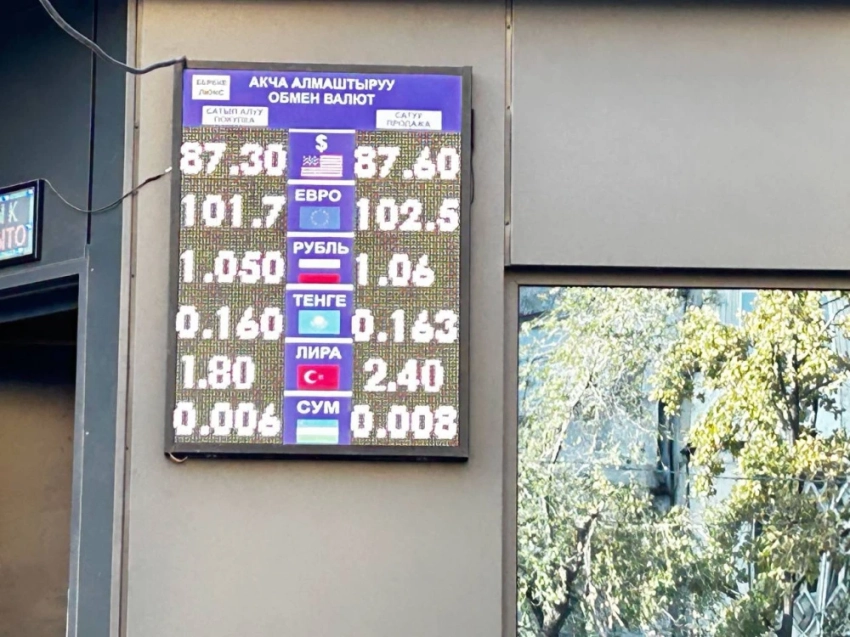 АКЧА АЛМАШТЫРУУ
ОБМЕН ВАЛЮТ
САТЫП АЛУУ
ПОКУПКА
САТУУ
ПРОДАЖА
87.30 $ 87.60
101.7 ЕВРО 102.5
1.050 РУБЛЬ 1.06
0.160 ТЕНГЕ 0.163
1.80 ЛИРА 2.40
0.006 СУМ 0.008